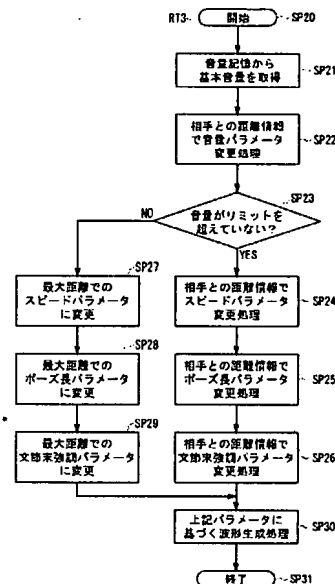 RT3
開始
SP20
音量記憶から
基本音量を取得
SP21
相手との距離情報
で音量パラメータ
変更処理
SP22
SP23
音量がリミットを
超えていない?
NO
YES
SP27
最大距離での
スピードパラメータ
に変更
相手との距離情報で
スピードパラメータ
変更処理
SP24
SP28
最大距離での
ポーズ長パラメータ
に変更
相手との距離情報で
ポーズ長パラメータ
変更処理
SP25
SP29
最大距離での
文節末強調パラメータ
に変更
相手との距離情報で
文節末強調パラメータ
変更処理
SP26
上記パラメータに
基づく波形生成処理
SP30
終了
SP31